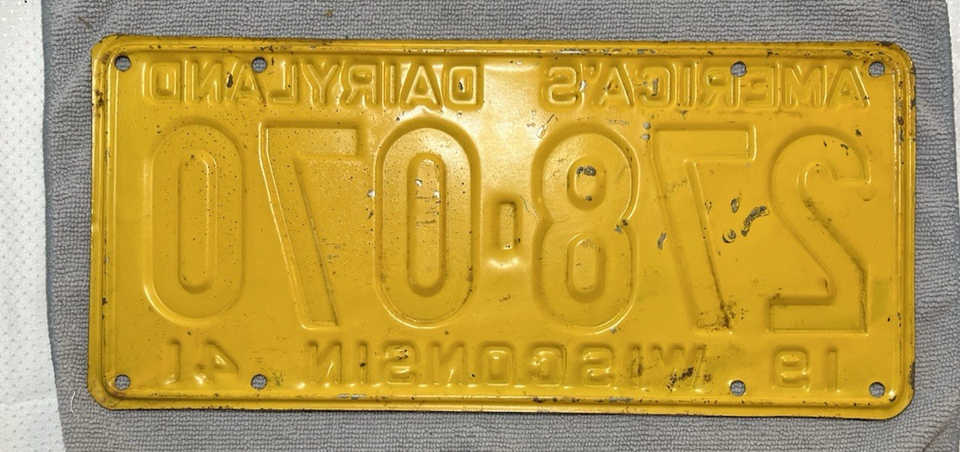 AMERICA'S DAIRYLAND
278-070
19 WISCONSIN 41